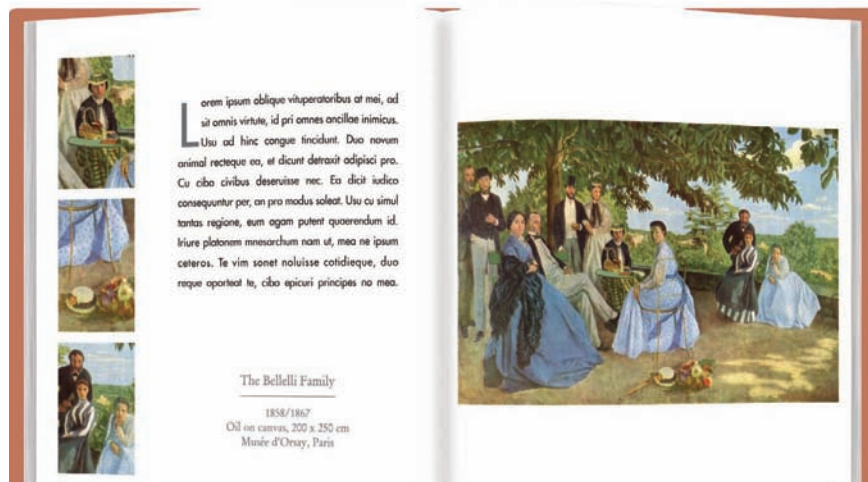 Lorem ipsum oblique vituperatoribus at mei, ad
sit omnis virtute, id pri omnes ancillae inimicus.
Usu ad hinc congue tincidunt. Duo novum
animal recteque ea, et dicunt detraxit adipisci pro.
Cu cibo civibus deseruisse nec. Ea dicit iudico
consequuntur per, an pro modus soleat. Usu cu simul
tantas regione, eum agam putent quaerendum id.
Iriure platonem mnesarchum nam ut, mea ne ipsum
ceteros. Te vim sonet noluisse cotidieque, duo
reque oporteat te, cibo epicuri principes no mea.
The Bellelli Family
1858/1867
Oil on canvas, 200 x 250 cm
Musée d'Orsay, Paris